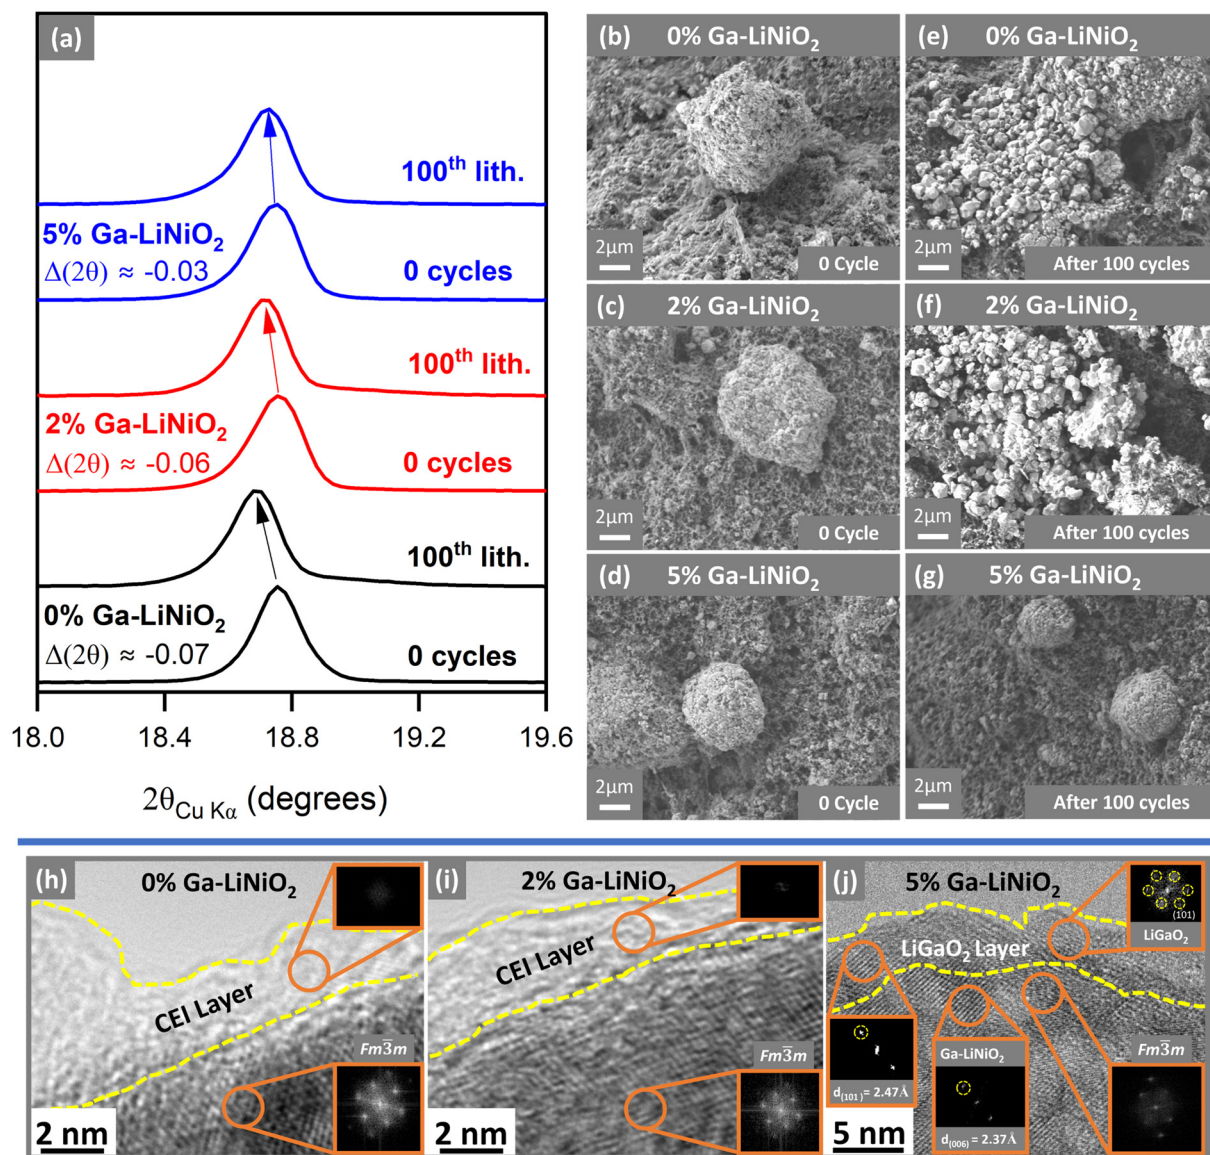 (a)
100th lith.
5% Ga-LiNiO2
Δ(2θ) ≈ -0.03
0 cycles
100th lith.
2% Ga-LiNiO2
Δ(2θ) ≈ -0.06
0 cycles
100th lith.
0% Ga-LiNiO2
Δ(2θ) ≈ -0.07
0 cycles
18.0 18.4 18.8 19.2 19.6
2θCu Kα (degrees)
(b) 0% Ga-LiNiO2
2μm
0 Cycle
(e) 0% Ga-LiNiO2
2μm
After 100 cycles
(c) 2% Ga-LiNiO2
2μm
0 Cycle
(f) 2% Ga-LiNiO2
2μm
After 100 cycles
(d) 5% Ga-LiNiO2
2μm
0 Cycle
(g) 5% Ga-LiNiO2
2μm
After 100 cycles
(h) 0% Ga-LiNiO2
CEI Layer
Fm3̅m
2 nm
(i) 2% Ga-LiNiO2
CEI Layer
Fm3̅m
2 nm
(j) 5% Ga-LiNiO2
(101)
LiGaO2
LiGaO2 Layer
Ga-LiNiO2
Fm3̅m
d(101) = 2.47Å
d(006) = 2.37Å
5 nm